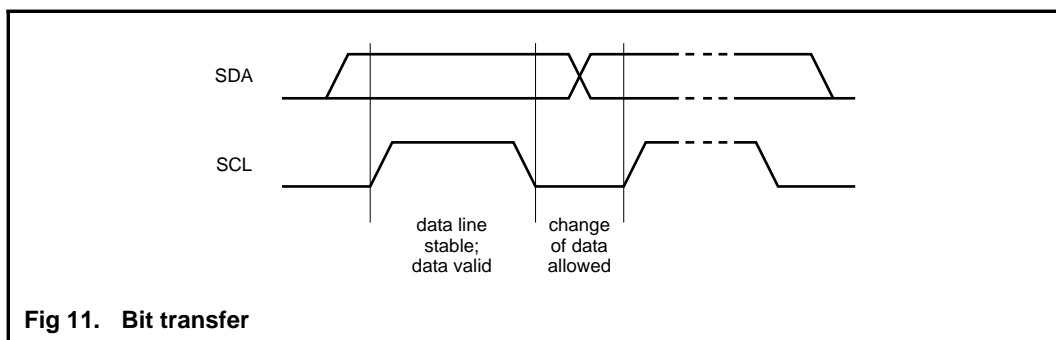 SDA
SCL
data line
stable;
data valid
change
of data
allowed
Fig 11. Bit transfer